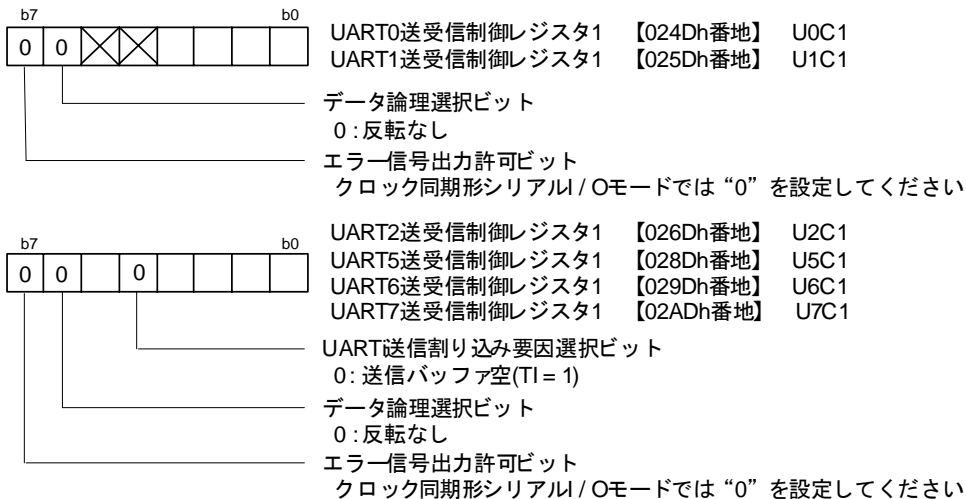 b7 b0
0 0
UART0送受信制御レジスタ1 【024Dh番地】 U0C1
UART1送受信制御レジスタ1 【025Dh番地】 U1C1
データ論理選択ビット
0 : 反転なし
エラー信号出力許可ビット
クロック同期形シリアルI / Oモードでは “0” を設定してください
b7 b0
0 0 0
UART2送受信制御レジスタ1 【026Dh番地】 U2C1
UART5送受信制御レジスタ1 【028Dh番地】 U5C1
UART6送受信制御レジスタ1 【029Dh番地】 U6C1
UART7送受信制御レジスタ1 【02ADh番地】 U7C1
UARTi送信割り込み要因選択ビット
0 : 送信バッファ空(TI = 1)
データ論理選択ビット
0 : 反転なし
エラー信号出力許可ビット
クロック同期形シリアルI / Oモードでは “0” を設定してください